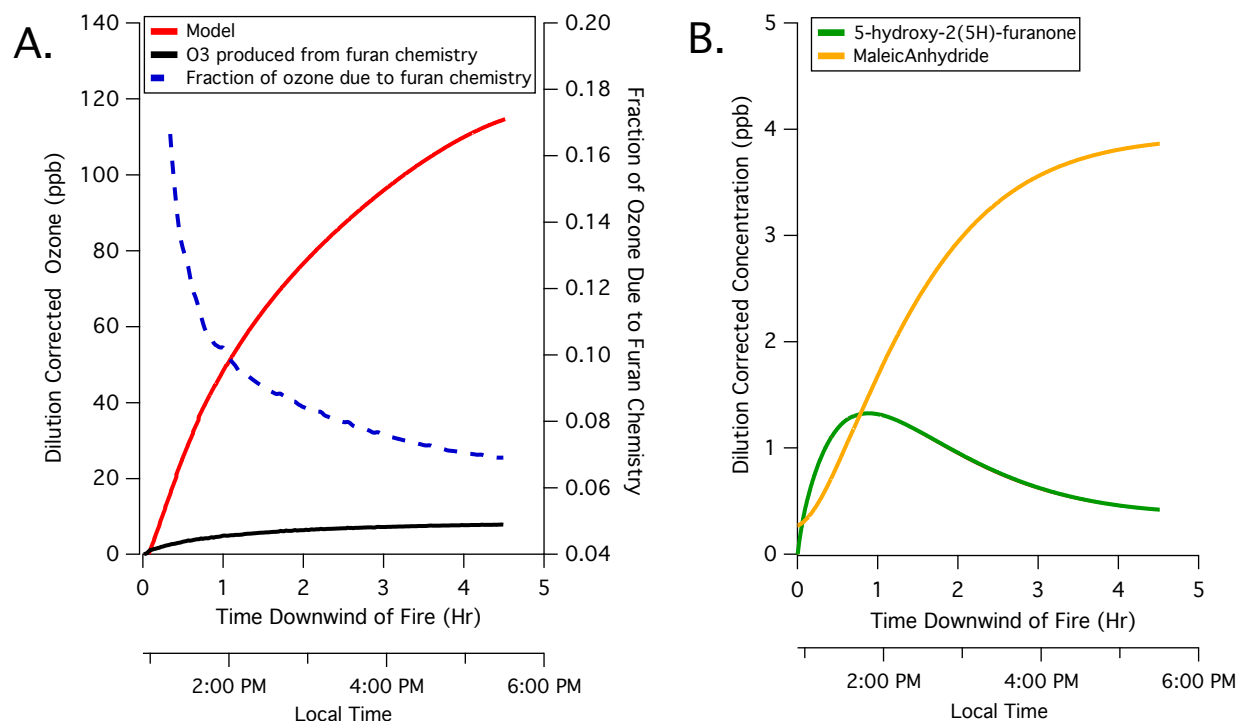 A.
Model
O3 produced from furan chemistry
Fraction of ozone due to furan chemistry
Dilution Corrected Ozone (ppb)
140
120
100
80
60
40
20
0
0.20
0.18
0.16
0.14
0.12
0.10
0.08
0.06
0.04
Fraction of Ozone Due to Furan Chemistry
0 1 2 3 4 5
Time Downwind of Fire (Hr)
2:00 PM 4:00 PM 6:00 PM
Local Time
B.
5-hydroxy-2(5H)-furanone
MaleicAnhydride
Dilution Corrected Concentration (ppb)
5
4
3
2
1
0
0 1 2 3 4 5
Time Downwind of Fire (Hr)
2:00 PM 4:00 PM 6:00 PM
Local Time